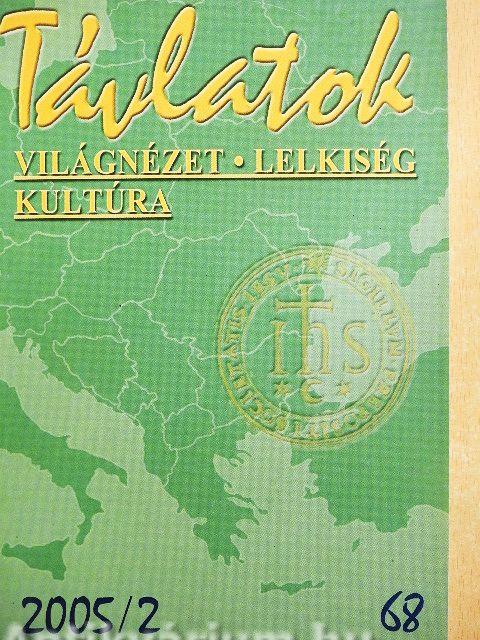 Távlatok
VILÁGNÉZET • LELKISÉG
KULTÚRA
IhS
2005/2 68